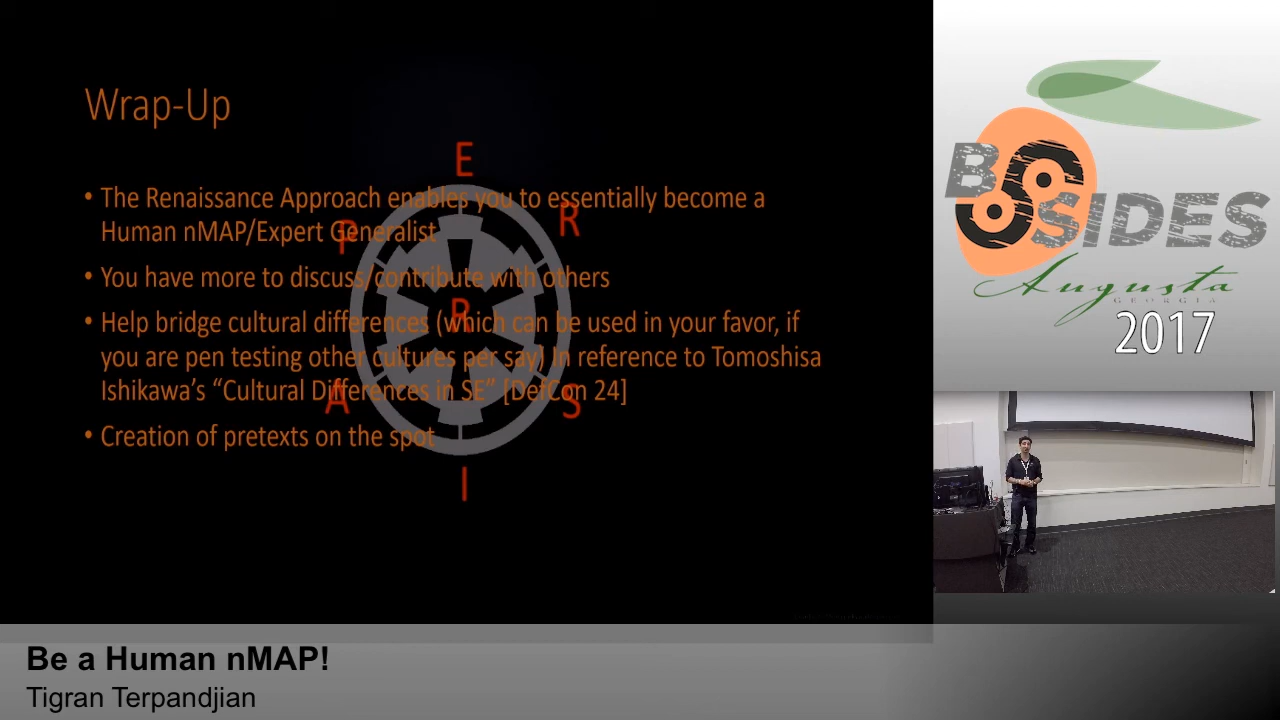 Wrap-Up
E
• The Renaissance Approach enables you to essentially become a
R
Human nMAP/Expert Generalist
P
• You have more to discuss/contribute with others
R
• Help bridge cultural differences (which can be used in your favor, if
you are pen testing other cultures per say) In reference to Tomoshisa
Ishikawa's “Cultural Differences in SE” [DefCon 24]
A
S
• Creation of pretexts on the spot
I
BSIDES
Augusta
GEORGIA
2017
Be a Human nMAP!
Tigran Terpandjian